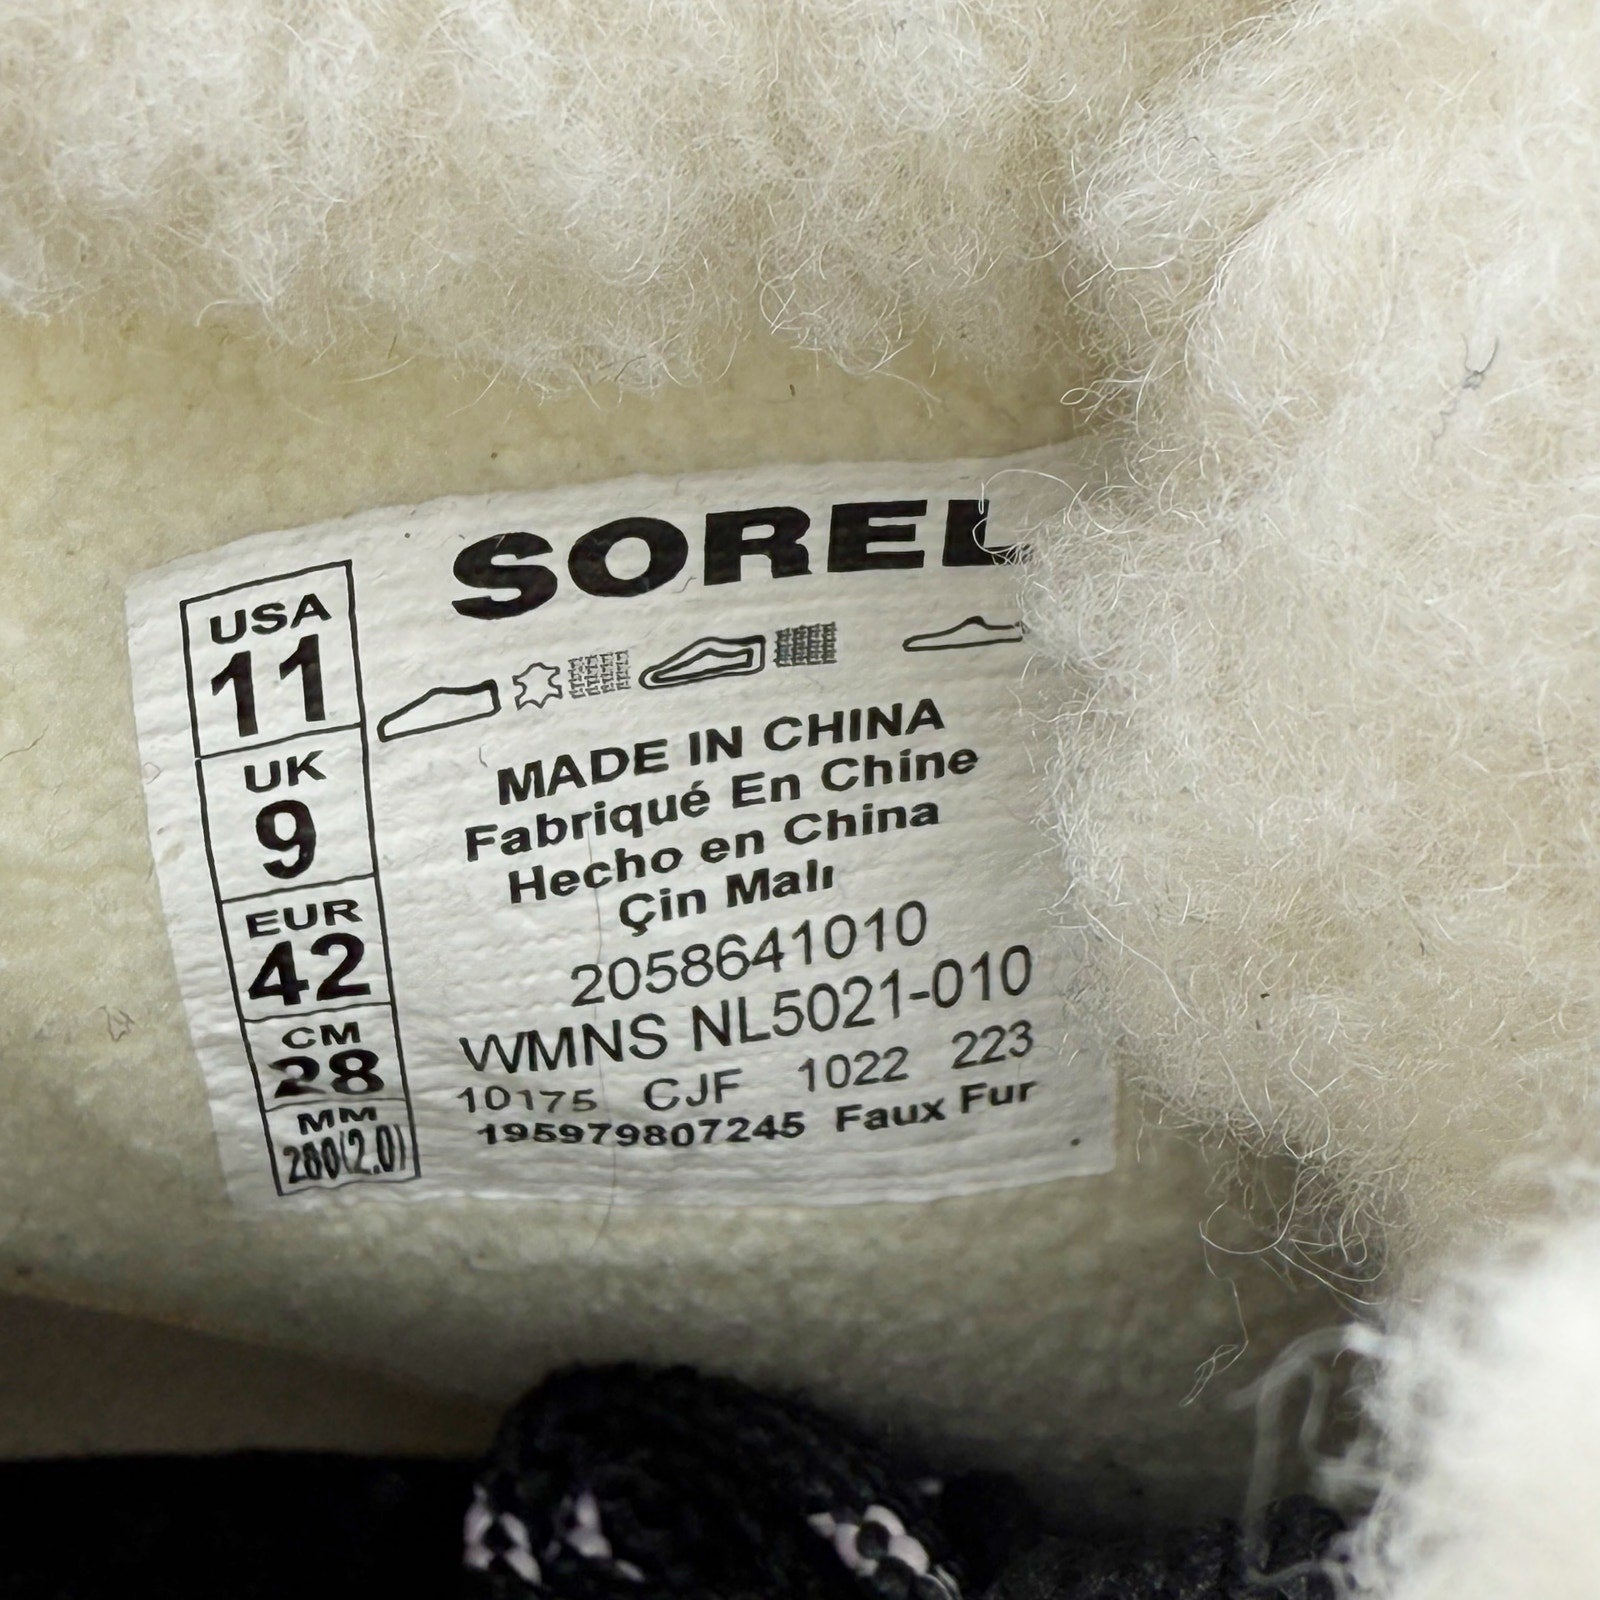 SOREL
USA
11
UK
9
EUR
42
CM
28
MM
280(2.0)
MADE IN CHINA
Fabriqué En Chine
Hecho en China
Çin Malı
2058641010
WMNS NL5021-010
10175 CJF 1022 223
195979807245 Faux Fur